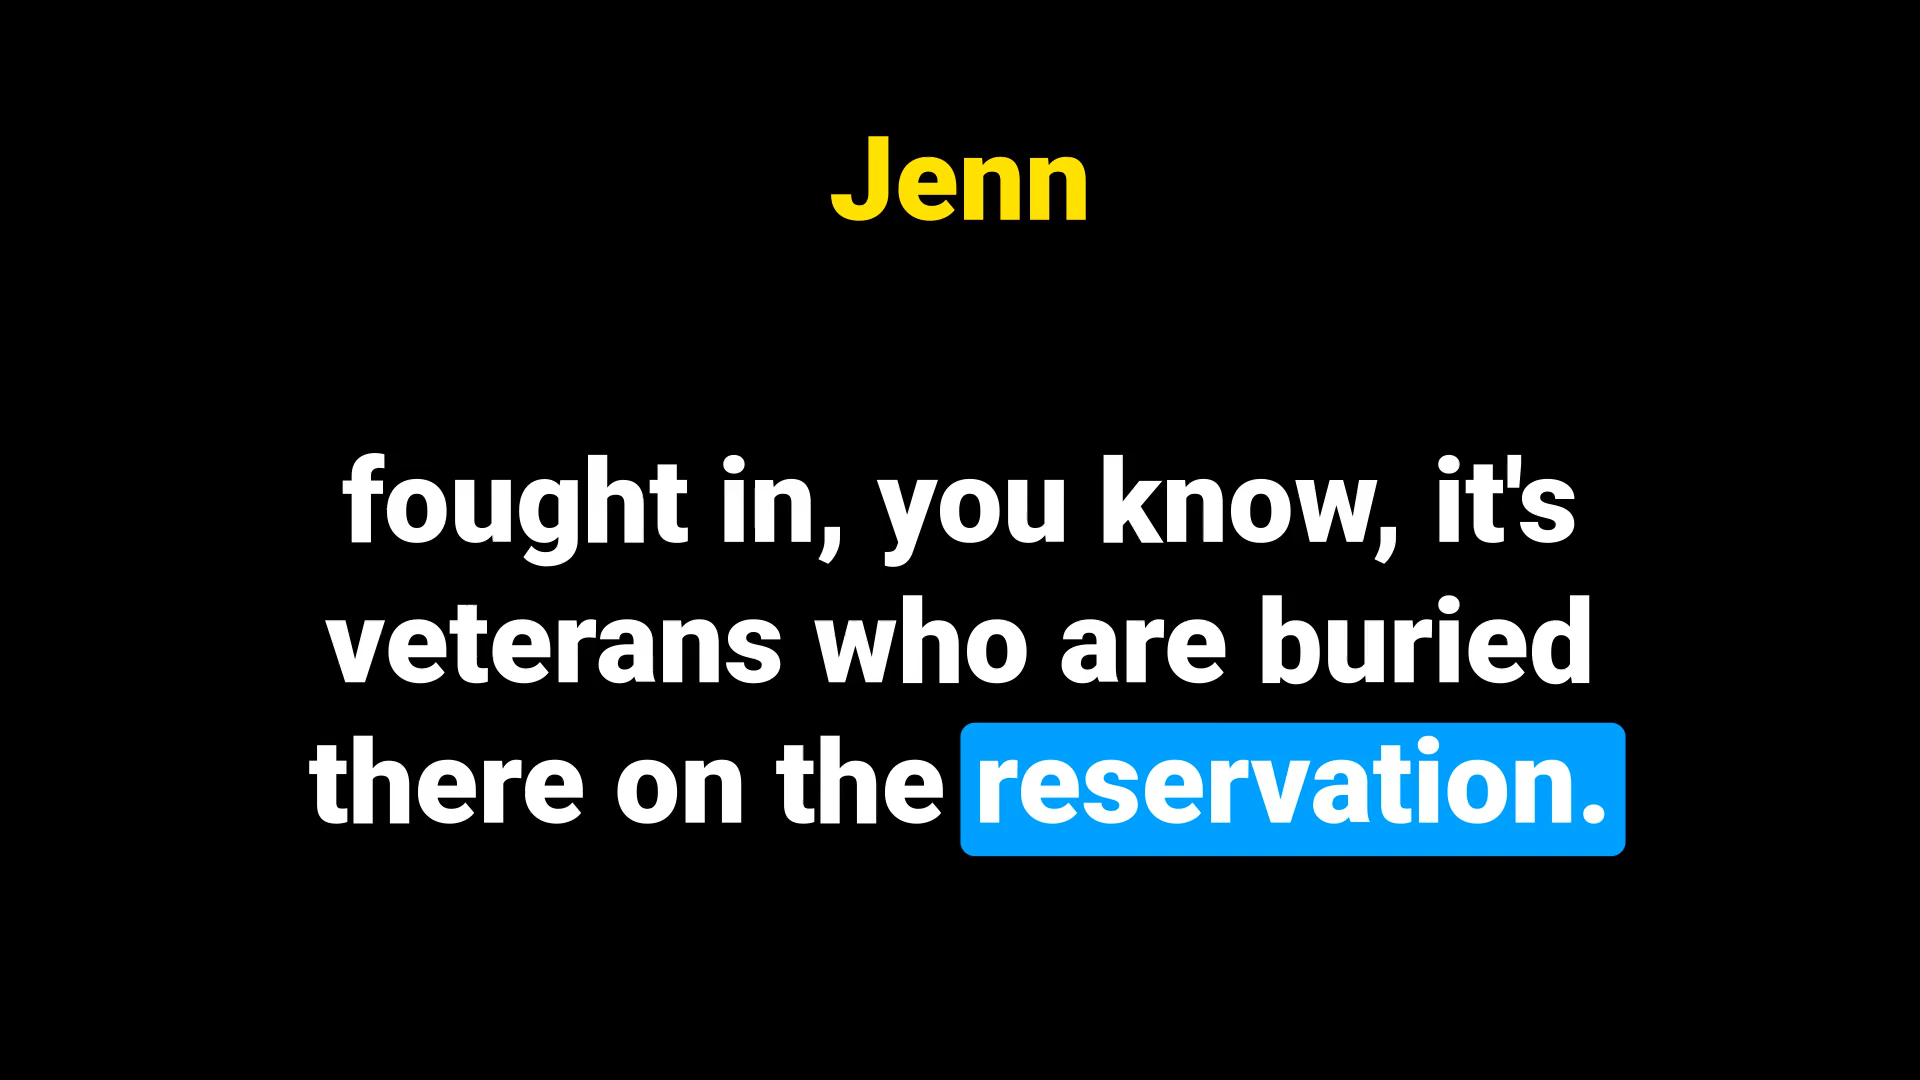 Jenn
fought in, you know, it's
veterans who are buried
there on the reservation.